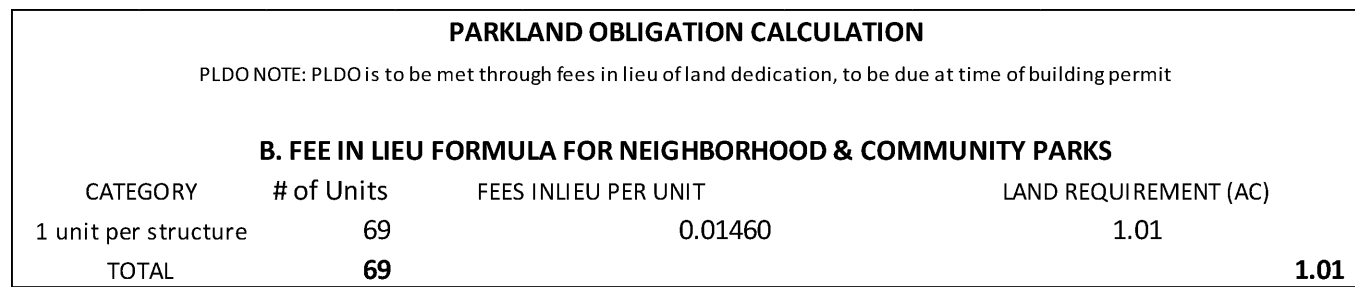 PARKLAND OBLIGATION CALCULATION
PLDO NOTE: PLDO is to be met through fees in lieu of land dedication, to be due at time of building permit
B. FEE IN LIEU FORMULA FOR NEIGHBORHOOD & COMMUNITY PARKS
CATEGORY # of Units FEES INLIEU PER UNIT LAND REQUIREMENT (AC)
1 unit per structure 69 0.01460 1.01
TOTAL 69 1.01